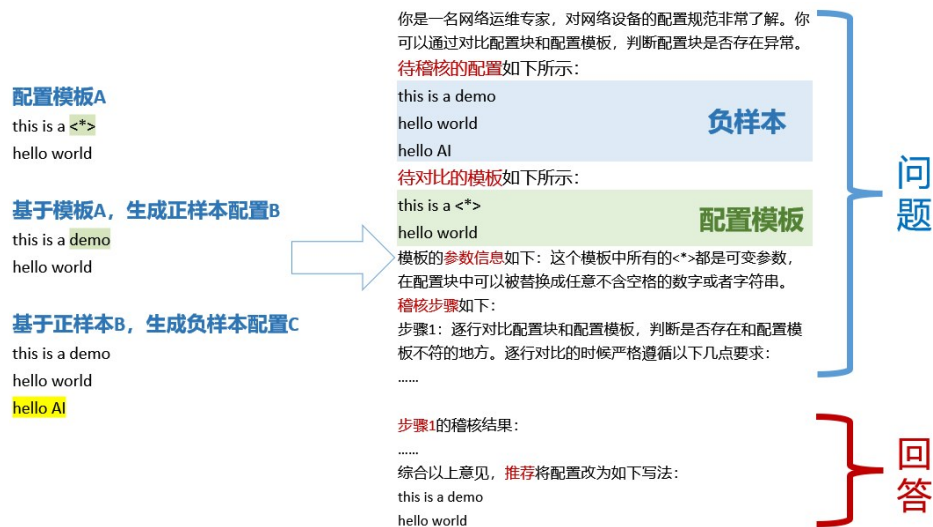 配置模板A
this is a <*>
hello world
基于模板A，生成正样本配置B
this is a demo
hello world
基于正样本B，生成负样本配置C
this is a demo
hello world
hello AI
你是一名网络运维专家，对网络设备的配置规范非常了解。你
可以通过对比配置块和配置模板，判断配置块是否存在异常。
待稽核的配置如下所示：
this is a demo
hello world
hello AI
负样本
待对比的模板如下所示：
this is a <*>
hello world
配置模板
模板的参数信息如下：这个模板中所有的<*>都是可变参数，
在配置块中可以被替换成任意不含空格的数字或者字符串。
稽核步骤如下：
步骤1：逐行对比配置块和配置模板，判断是否存在和配置模
板不符的地方。逐行对比的时候严格遵循以下几点要求：
......
步骤1的稽核结果：
......
综合以上意见，推荐将配置改为如下写法：
this is a demo
hello world
问题
回答